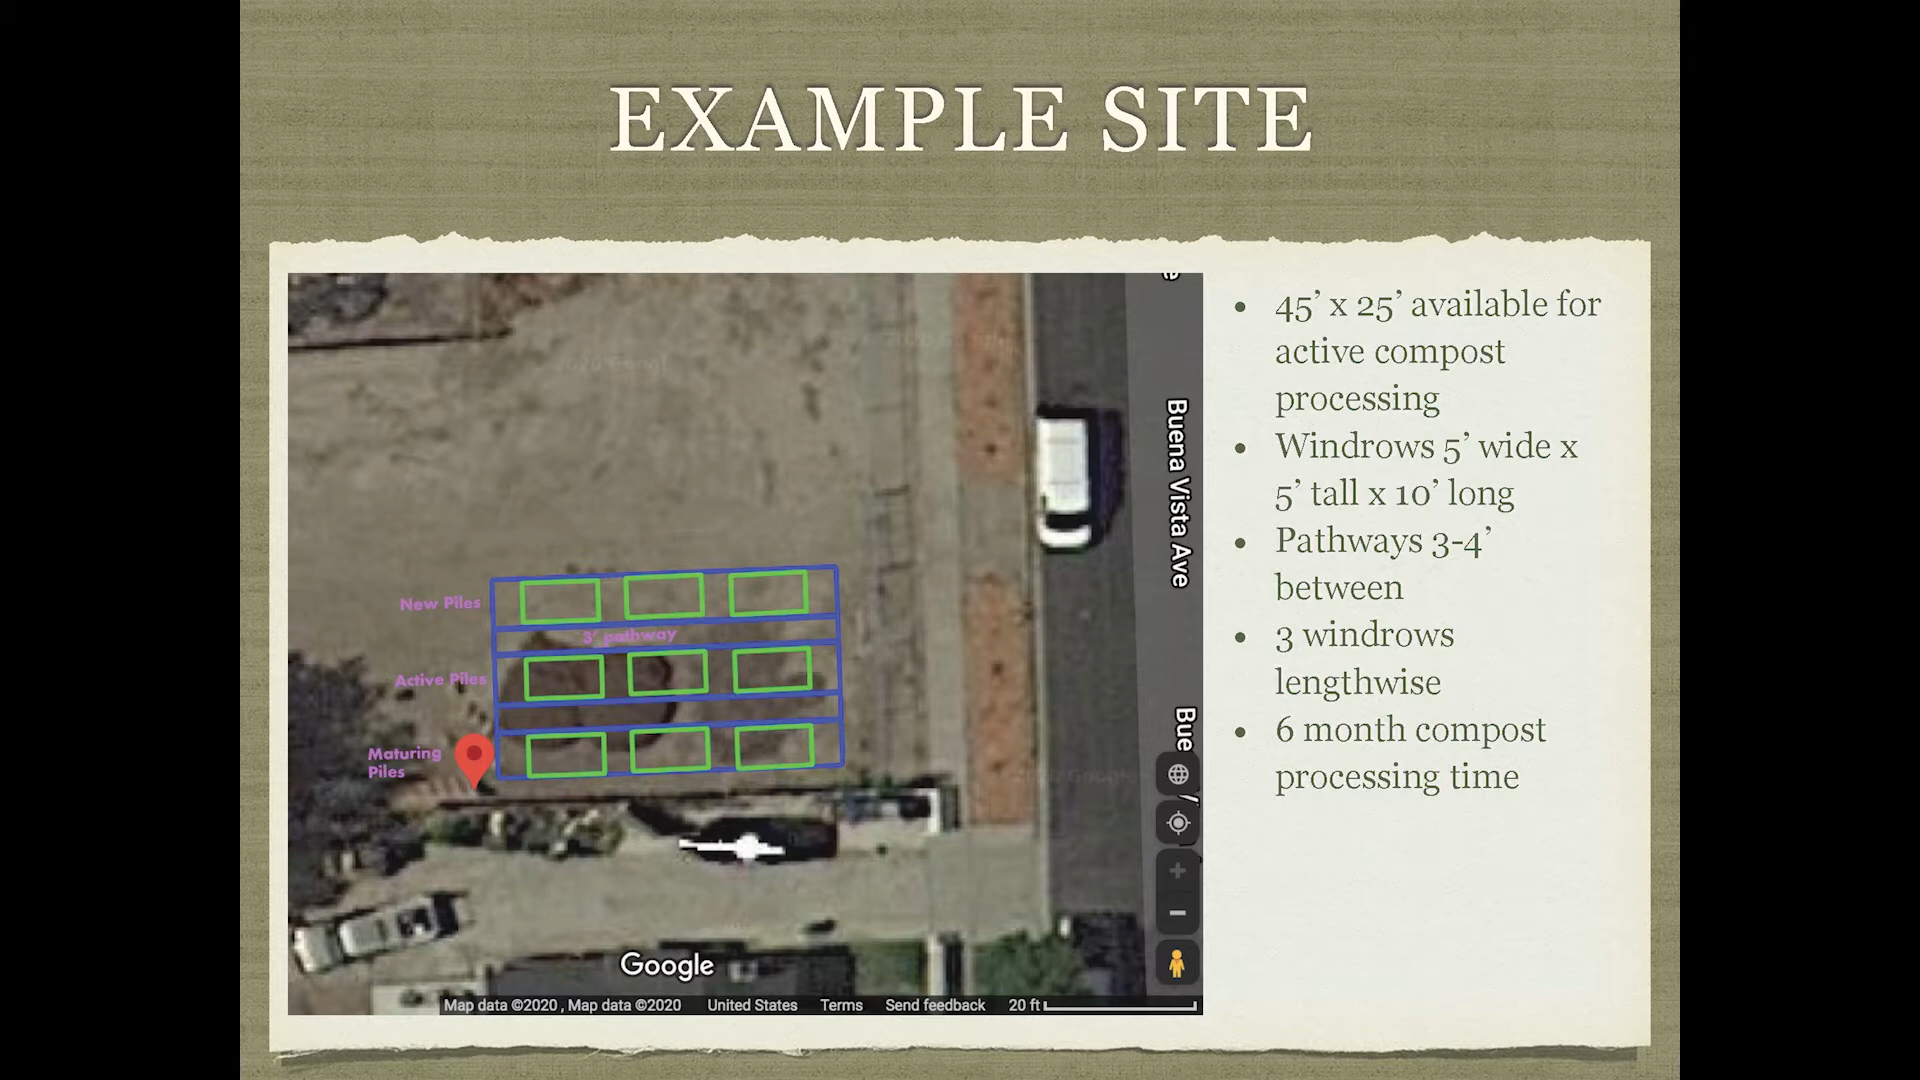 EXAMPLE SITE
45’ x 25’ available for
active compost
processing
Windrows 5’ wide x
5’ tall x 10’ long
Pathways 3-4’
between
3 windrows
lengthwise
6 month compost
processing time
Buena Vista Ave
Bue
New Piles
3’ pathway
Active Piles
Maturing
Piles
Google
Map data ©2020 , Map data ©2020 United States Terms Send feedback 20 ft